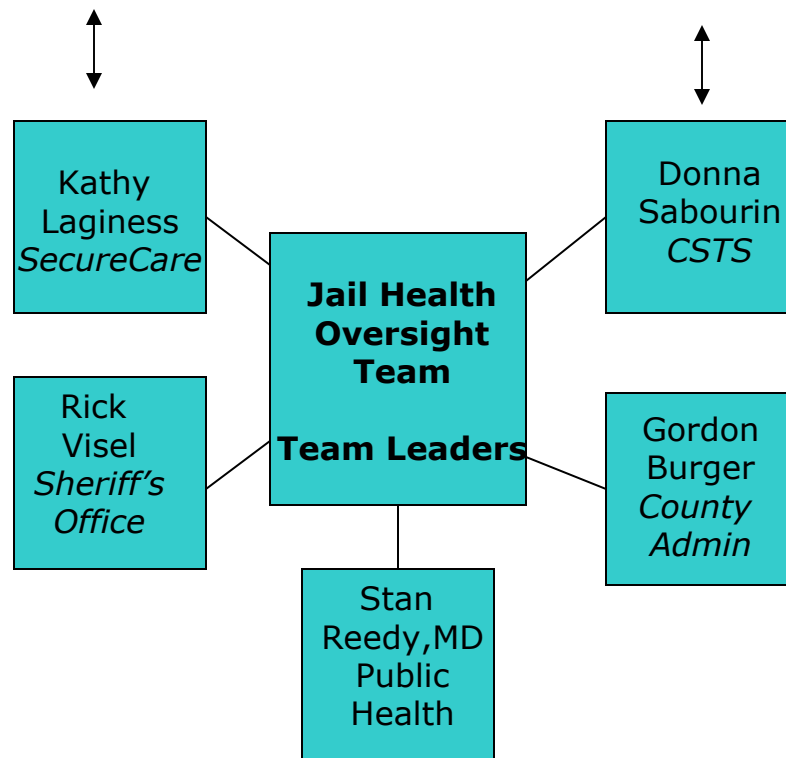 Kathy
Laginess
SecureCare
Donna
Sabourin
CSTS
Jail Health
Oversight
Team
Team Leaders
Rick
Visel
Sheriff’s
Office
Gordon
Burger
County
Admin
Stan
Reedy,MD
Public
Health